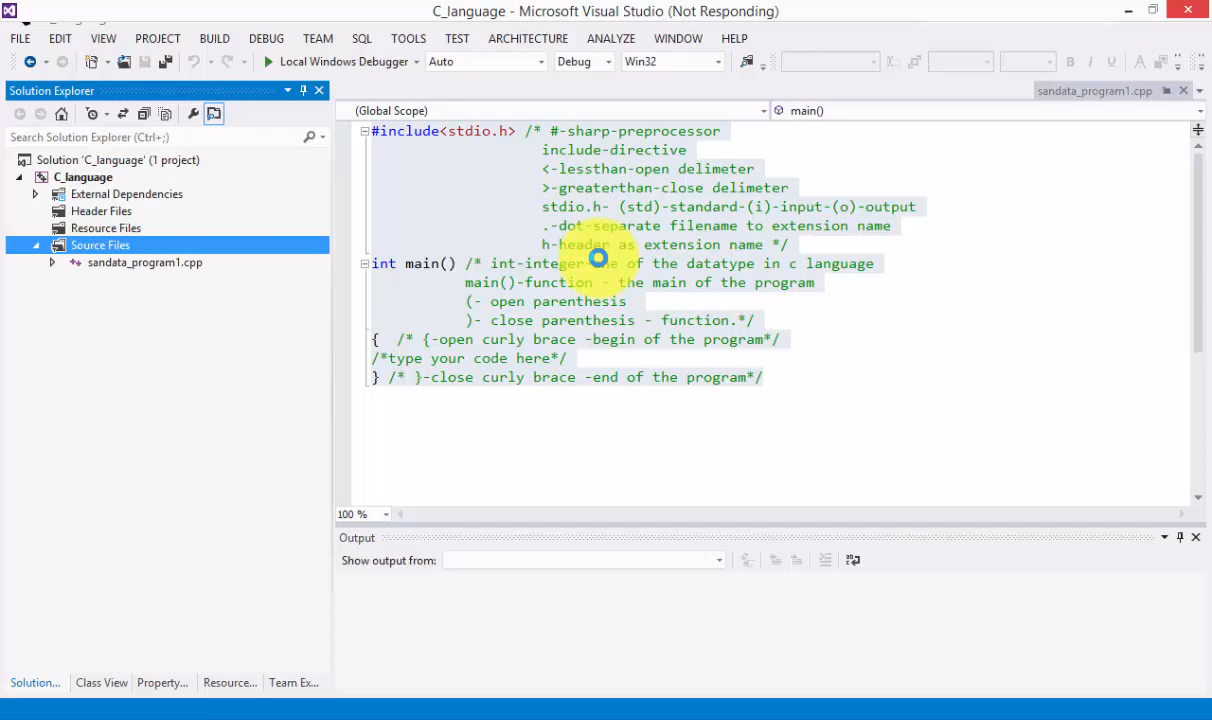 C_language - Microsoft Visual Studio (Not Responding)
FILE EDIT VIEW PROJECT BUILD DEBUG TEAM SQL TOOLS TEST ARCHITECTURE ANALYZE WINDOW HELP
Local Windows Debugger Auto Debug Win32
Solution Explorer
sandata_program1.cpp
(Global Scope) main()
Search Solution Explorer (Ctrl+;)
Solution 'C_language' (1 project)
C_language
External Dependencies
Header Files
Resource Files
Source Files
sandata_program1.cpp
#include<stdio.h> /* #-sharp-preprocessor
include-directive
<-lessthan-open delimeter
>-greaterthan-close delimeter
stdio.h- (std)-standard-(i)-input-(o)-output
.-dot-separate filename to extension name
h-header as extension name */
int main() /* int-integer-one of the datatype in c language
main()-function - the main of the program
(- open parenthesis
)- close parenthesis - function.*/
{ /* {-open curly brace -begin of the program*/
/*type your code here*/
} /* }-close curly brace -end of the program*/
100 %
Output
Show output from:
Solution... Class View Property... Resource... Team Ex...